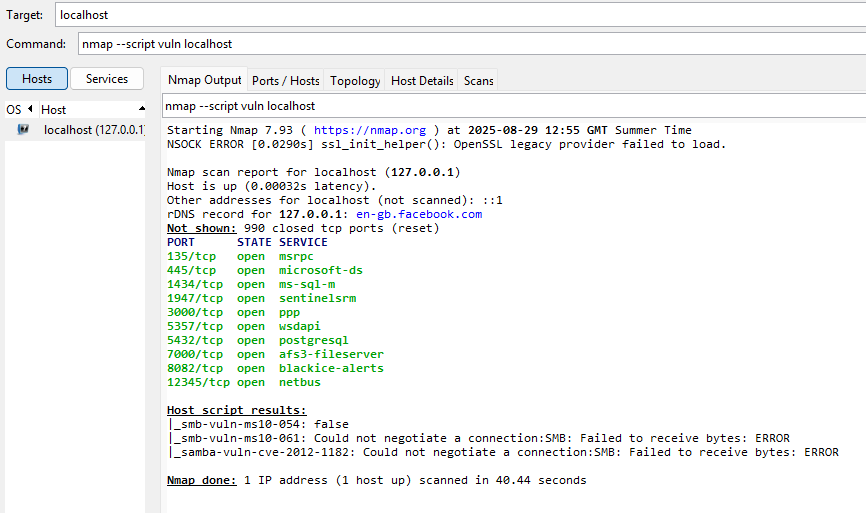 Target: localhost
Command: nmap --script vuln localhost
Hosts Services
Nmap Output Ports / Hosts Topology Host Details Scans
OS Host
localhost (127.0.0.1)
nmap --script vuln localhost
Starting Nmap 7.93 ( https://nmap.org ) at 2025-08-29 12:55 GMT Summer Time
NSOCK ERROR [0.0290s] ssl_init_helper(): OpenSSL legacy provider failed to load.
Nmap scan report for localhost (127.0.0.1)
Host is up (0.00032s latency).
Other addresses for localhost (not scanned): ::1
rDNS record for 127.0.0.1: en-gb.facebook.com
Not shown: 990 closed tcp ports (reset)
PORT STATE SERVICE
135/tcp open msrpc
445/tcp open microsoft-ds
1434/tcp open ms-sql-m
1947/tcp open sentinelsrm
3000/tcp open ppp
5357/tcp open wsdapi
5432/tcp open postgresql
7000/tcp open afs3-fileserver
8082/tcp open blackice-alerts
12345/tcp open netbus
Host script results:
|_smb-vuln-ms10-054: false
|_smb-vuln-ms10-061: Could not negotiate a connection:SMB: Failed to receive bytes: ERROR
|_samba-vuln-cve-2012-1182: Could not negotiate a connection:SMB: Failed to receive bytes: ERROR
Nmap done: 1 IP address (1 host up) scanned in 40.44 seconds